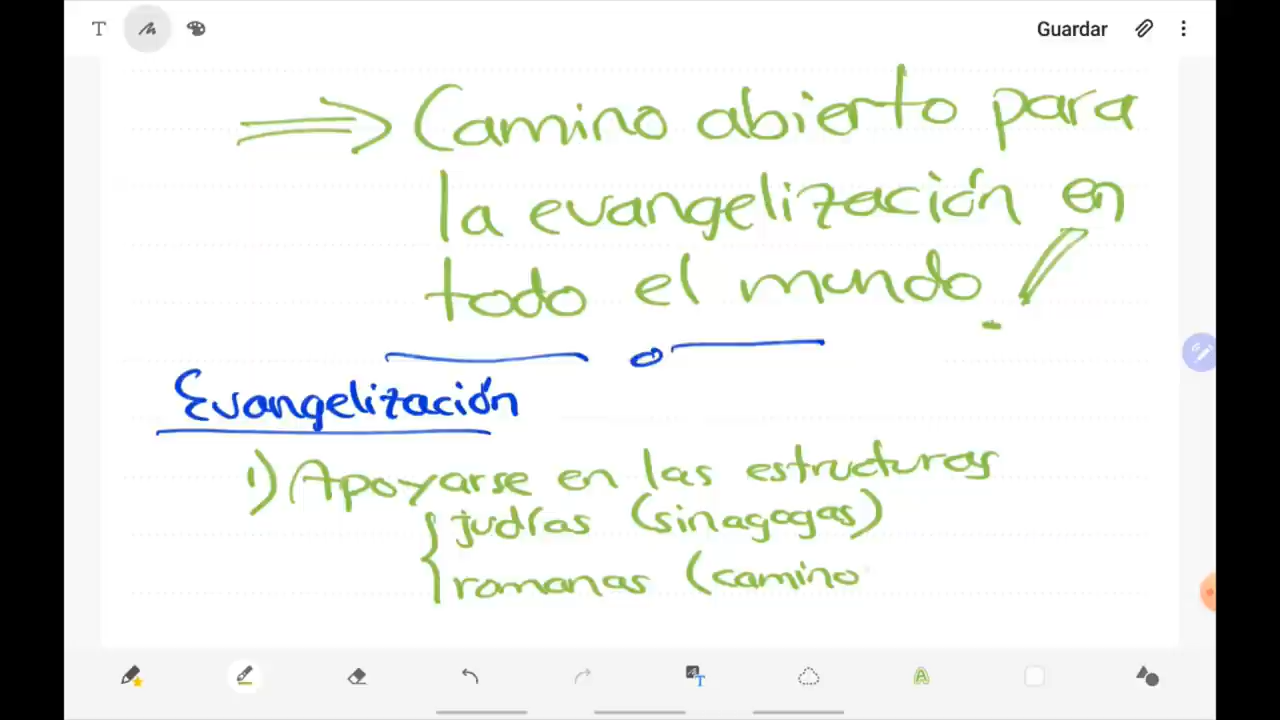 T Guardar
⇒ Camino abierto para
la evangelización en
todo el mundo!
Evangelización
1) Apoyarse en las estructuras
judías (sinagogas)
romanas (camino